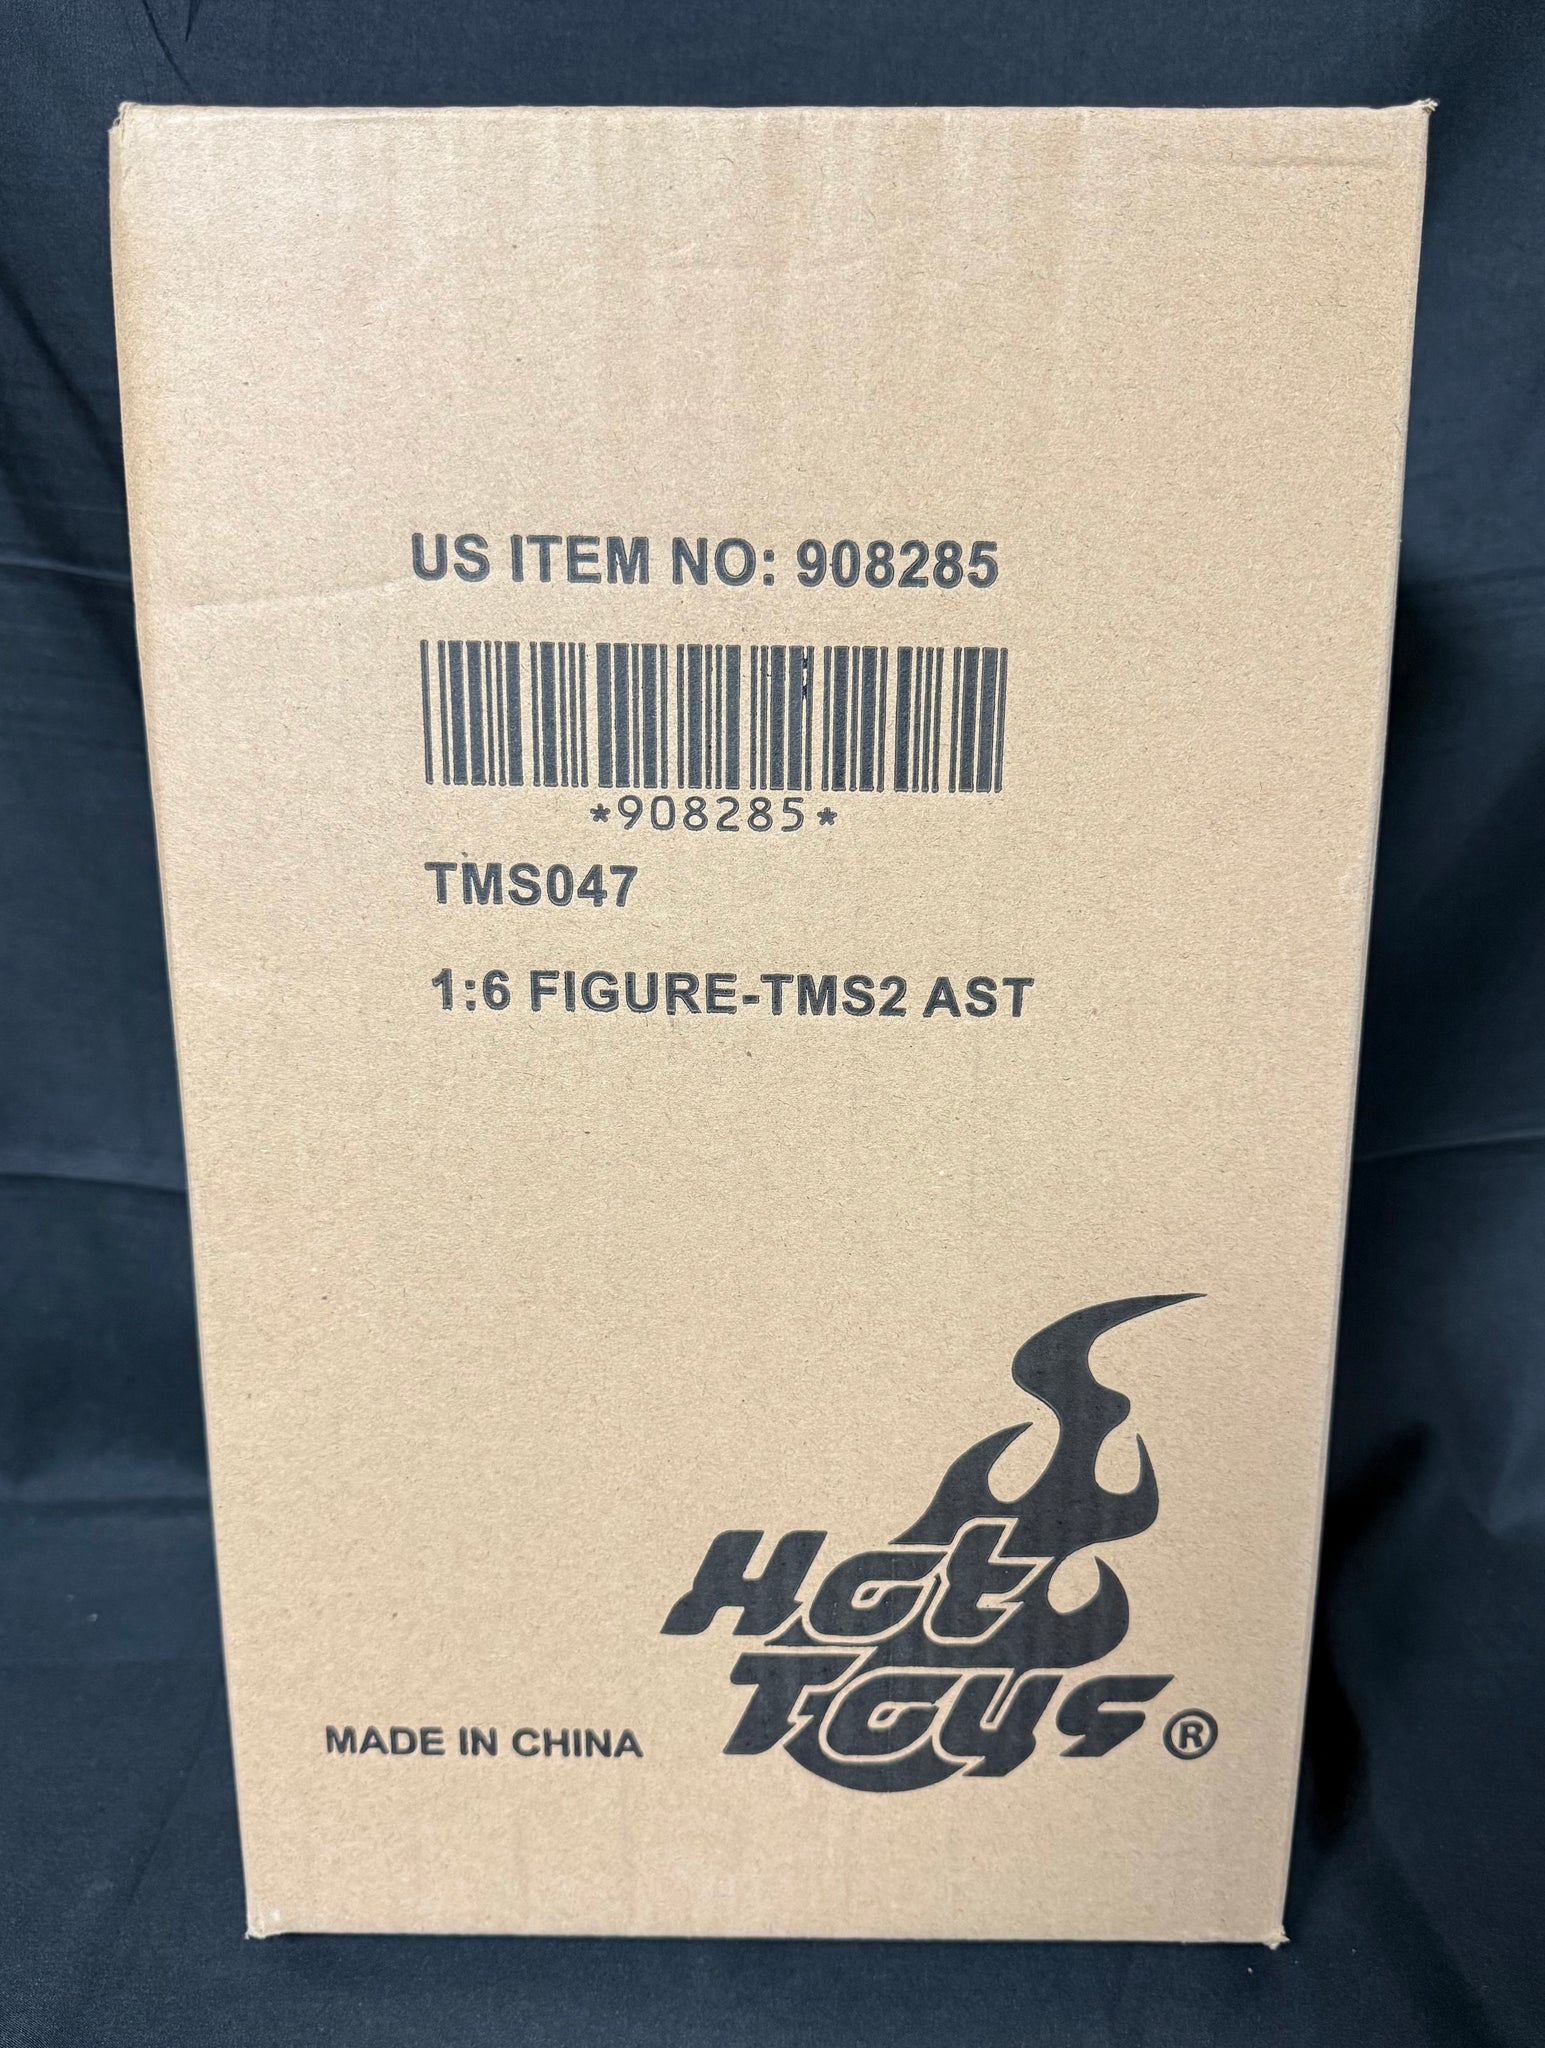 US ITEM NO: 908285
*908285*
TMS047
1:6 FIGURE-TMS2 AST
Hot
Toys®
MADE IN CHINA